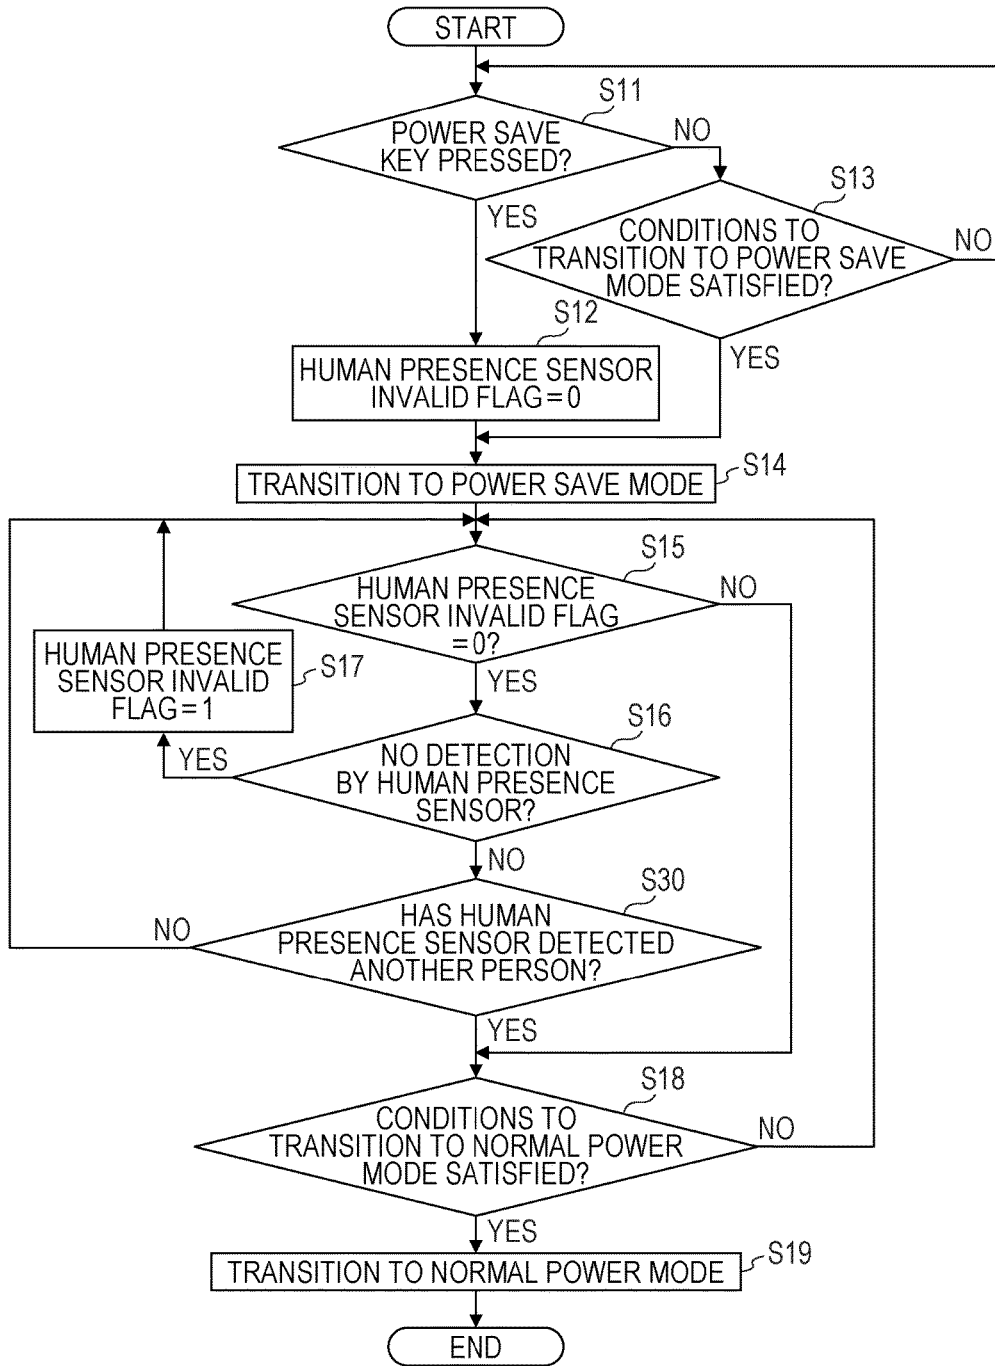 START
S11
POWER SAVE
KEY PRESSED?
NO
YES
S13
CONDITIONS TO
TRANSITION TO POWER SAVE
MODE SATISFIED?
NO
YES
S12
HUMAN PRESENCE SENSOR
INVALID FLAG=0
S14
TRANSITION TO POWER SAVE MODE
S15
HUMAN PRESENCE
SENSOR INVALID FLAG
=0?
NO
YES
HUMAN PRESENCE
SENSOR INVALID
FLAG=1
S17
S16
NO DETECTION
BY HUMAN PRESENCE
SENSOR?
YES
NO
S30
HAS HUMAN
PRESENCE SENSOR DETECTED
ANOTHER PERSON?
NO
YES
S18
CONDITIONS TO
TRANSITION TO NORMAL POWER
MODE SATISFIED?
NO
YES
S19
TRANSITION TO NORMAL POWER MODE
END